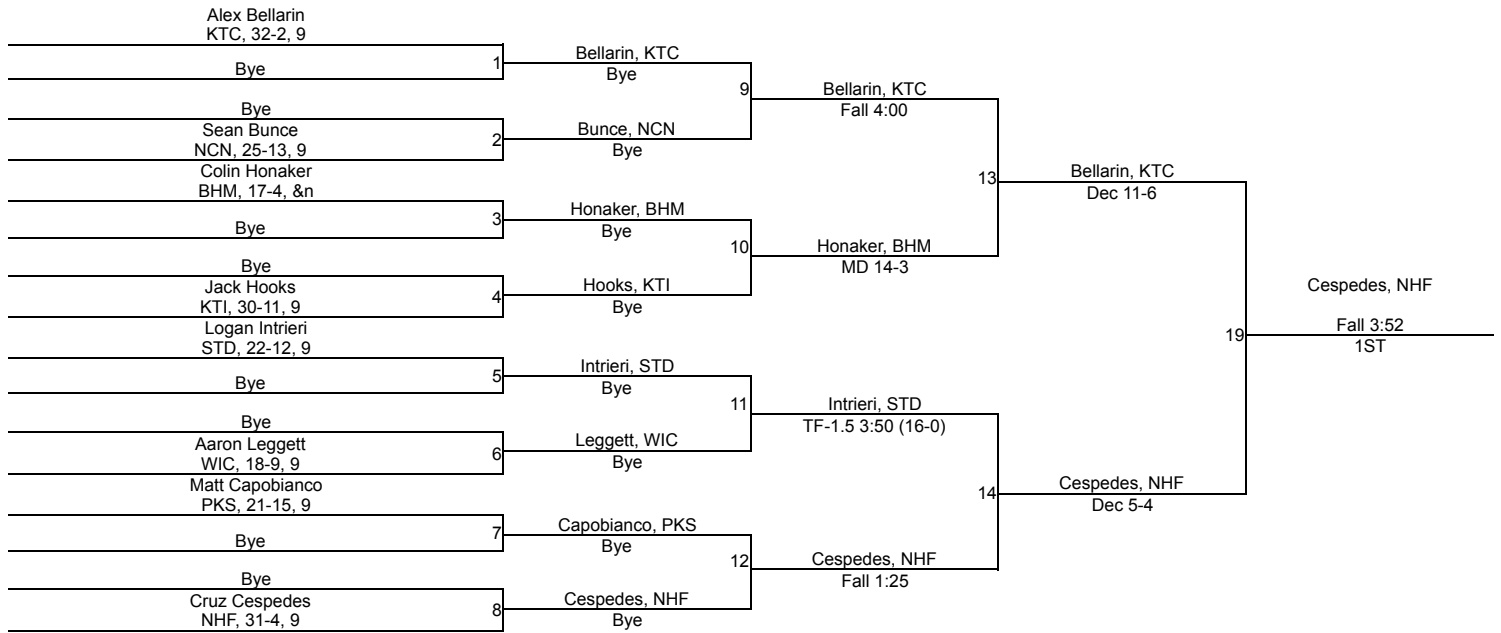 Alex Bellarin
KTC, 32-2, 9
Bye
1
Bye
Sean Bunce
NCN, 25-13, 9
2
Colin Honaker
BHM, 17-4, &n
Bye
3
Bye
Jack Hooks
KTI, 30-11, 9
4
Logan Intrieri
STD, 22-12, 9
Bye
5
Bye
Aaron Leggett
WIC, 18-9, 9
6
Matt Capobianco
PKS, 21-15, 9
Bye
7
Bye
Cruz Cespedes
NHF, 31-4, 9
8
Bellarin, KTC
Bye
9
Bunce, NCN
Bye
Honaker, BHM
Bye
10
Hooks, KTI
Bye
Intrieri, STD
Bye
11
Leggett, WIC
Bye
Capobianco, PKS
Bye
12
Cespedes, NHF
Bye
Bellarin, KTC
Fall 4:00
13
Honaker, BHM
MD 14-3
Intrieri, STD
TF-1.5 3:50 (16-0)
14
Cespedes, NHF
Fall 1:25
Bellarin, KTC
Dec 11-6
19
Cespedes, NHF
Dec 5-4
Cespedes, NHF
Fall 3:52
1ST